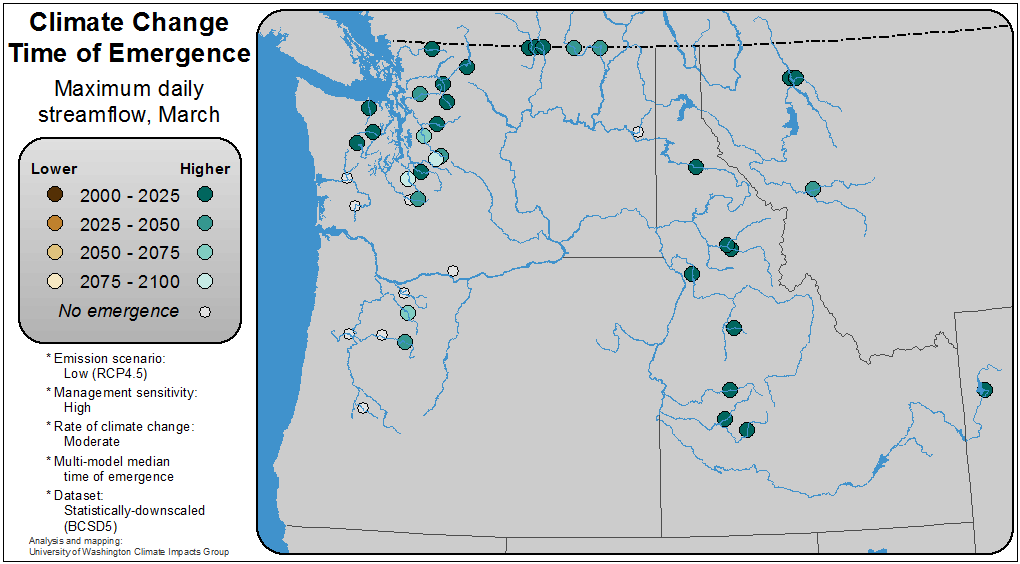 Climate Change
Time of Emergence
Maximum daily
streamflow, March
Lower Higher
2000 - 2025
2025 - 2050
2050 - 2075
2075 - 2100
No emergence
* Emission scenario:
Low (RCP4.5)
* Management sensitivity:
High
* Rate of climate change:
Moderate
* Multi-model median
time of emergence
* Dataset:
Statistically-downscaled
(BCSD5)
Analysis and mapping:
University of Washington Climate Impacts Group